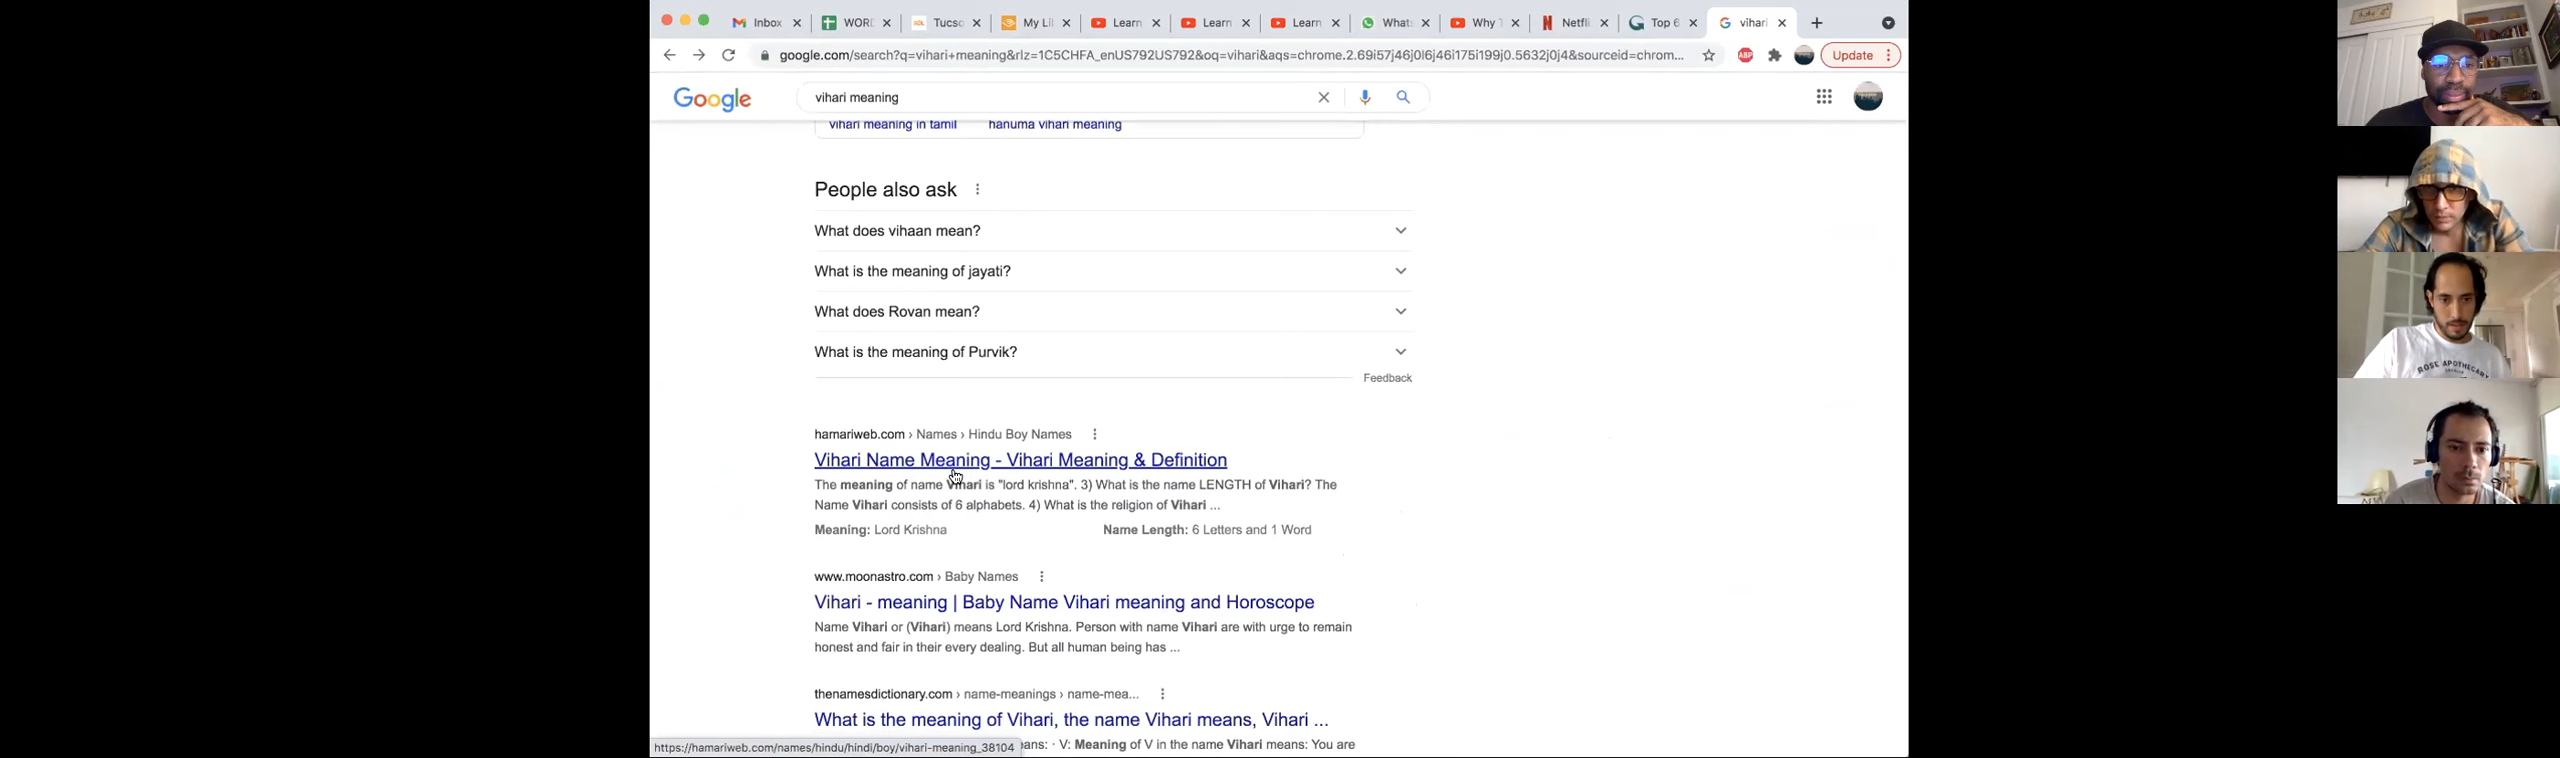 Inbox
WORD
Tucso
My Li
Learn
Learn
Learn
Whats
Why
Netfli
Top 6
vihari
google.com/search?q=vihari+meaning&rlz=1C5CHFA_enUS792US792&oq=vihari&aqs=chrome.2.69i57j46j0l6j46i175i199j0.5632j0j4&sourceid=chrom...
ABP
Update
Google
vihari meaning
vihari meaning in tamil hanuma vihari meaning
People also ask
What does vihaan mean?
What is the meaning of jayati?
What does Rovan mean?
What is the meaning of Purvik?
Feedback
hamariweb.com › Names › Hindu Boy Names
Vihari Name Meaning - Vihari Meaning & Definition
The meaning of name Vihari is "lord krishna". 3) What is the name LENGTH of Vihari? The
Name Vihari consists of 6 alphabets. 4) What is the religion of Vihari ...
Meaning: Lord Krishna Name Length: 6 Letters and 1 Word
www.moonastro.com › Baby Names
Vihari - meaning | Baby Name Vihari meaning and Horoscope
Name Vihari or (Vihari) means Lord Krishna. Person with name Vihari are with urge to remain
honest and fair in their every dealing. But all human being has ...
thenamesdictionary.com › name-meanings › name-mea...
What is the meaning of Vihari, the name Vihari means, Vihari ...
eans: · V: Meaning of V in the name Vihari means: You are
https://hamariweb.com/names/hindu/hindi/boy/vihari-meaning_38104
ROSE APOTHECARY